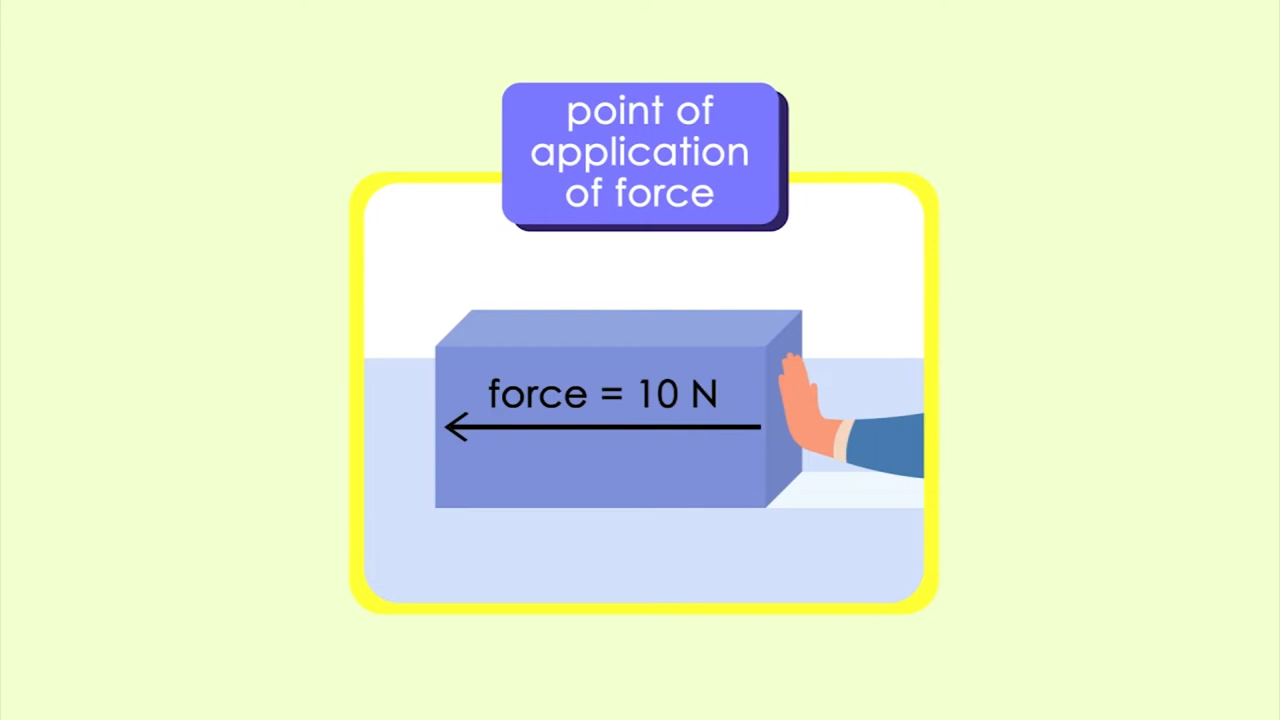 point of
application
of force
force = 10 N